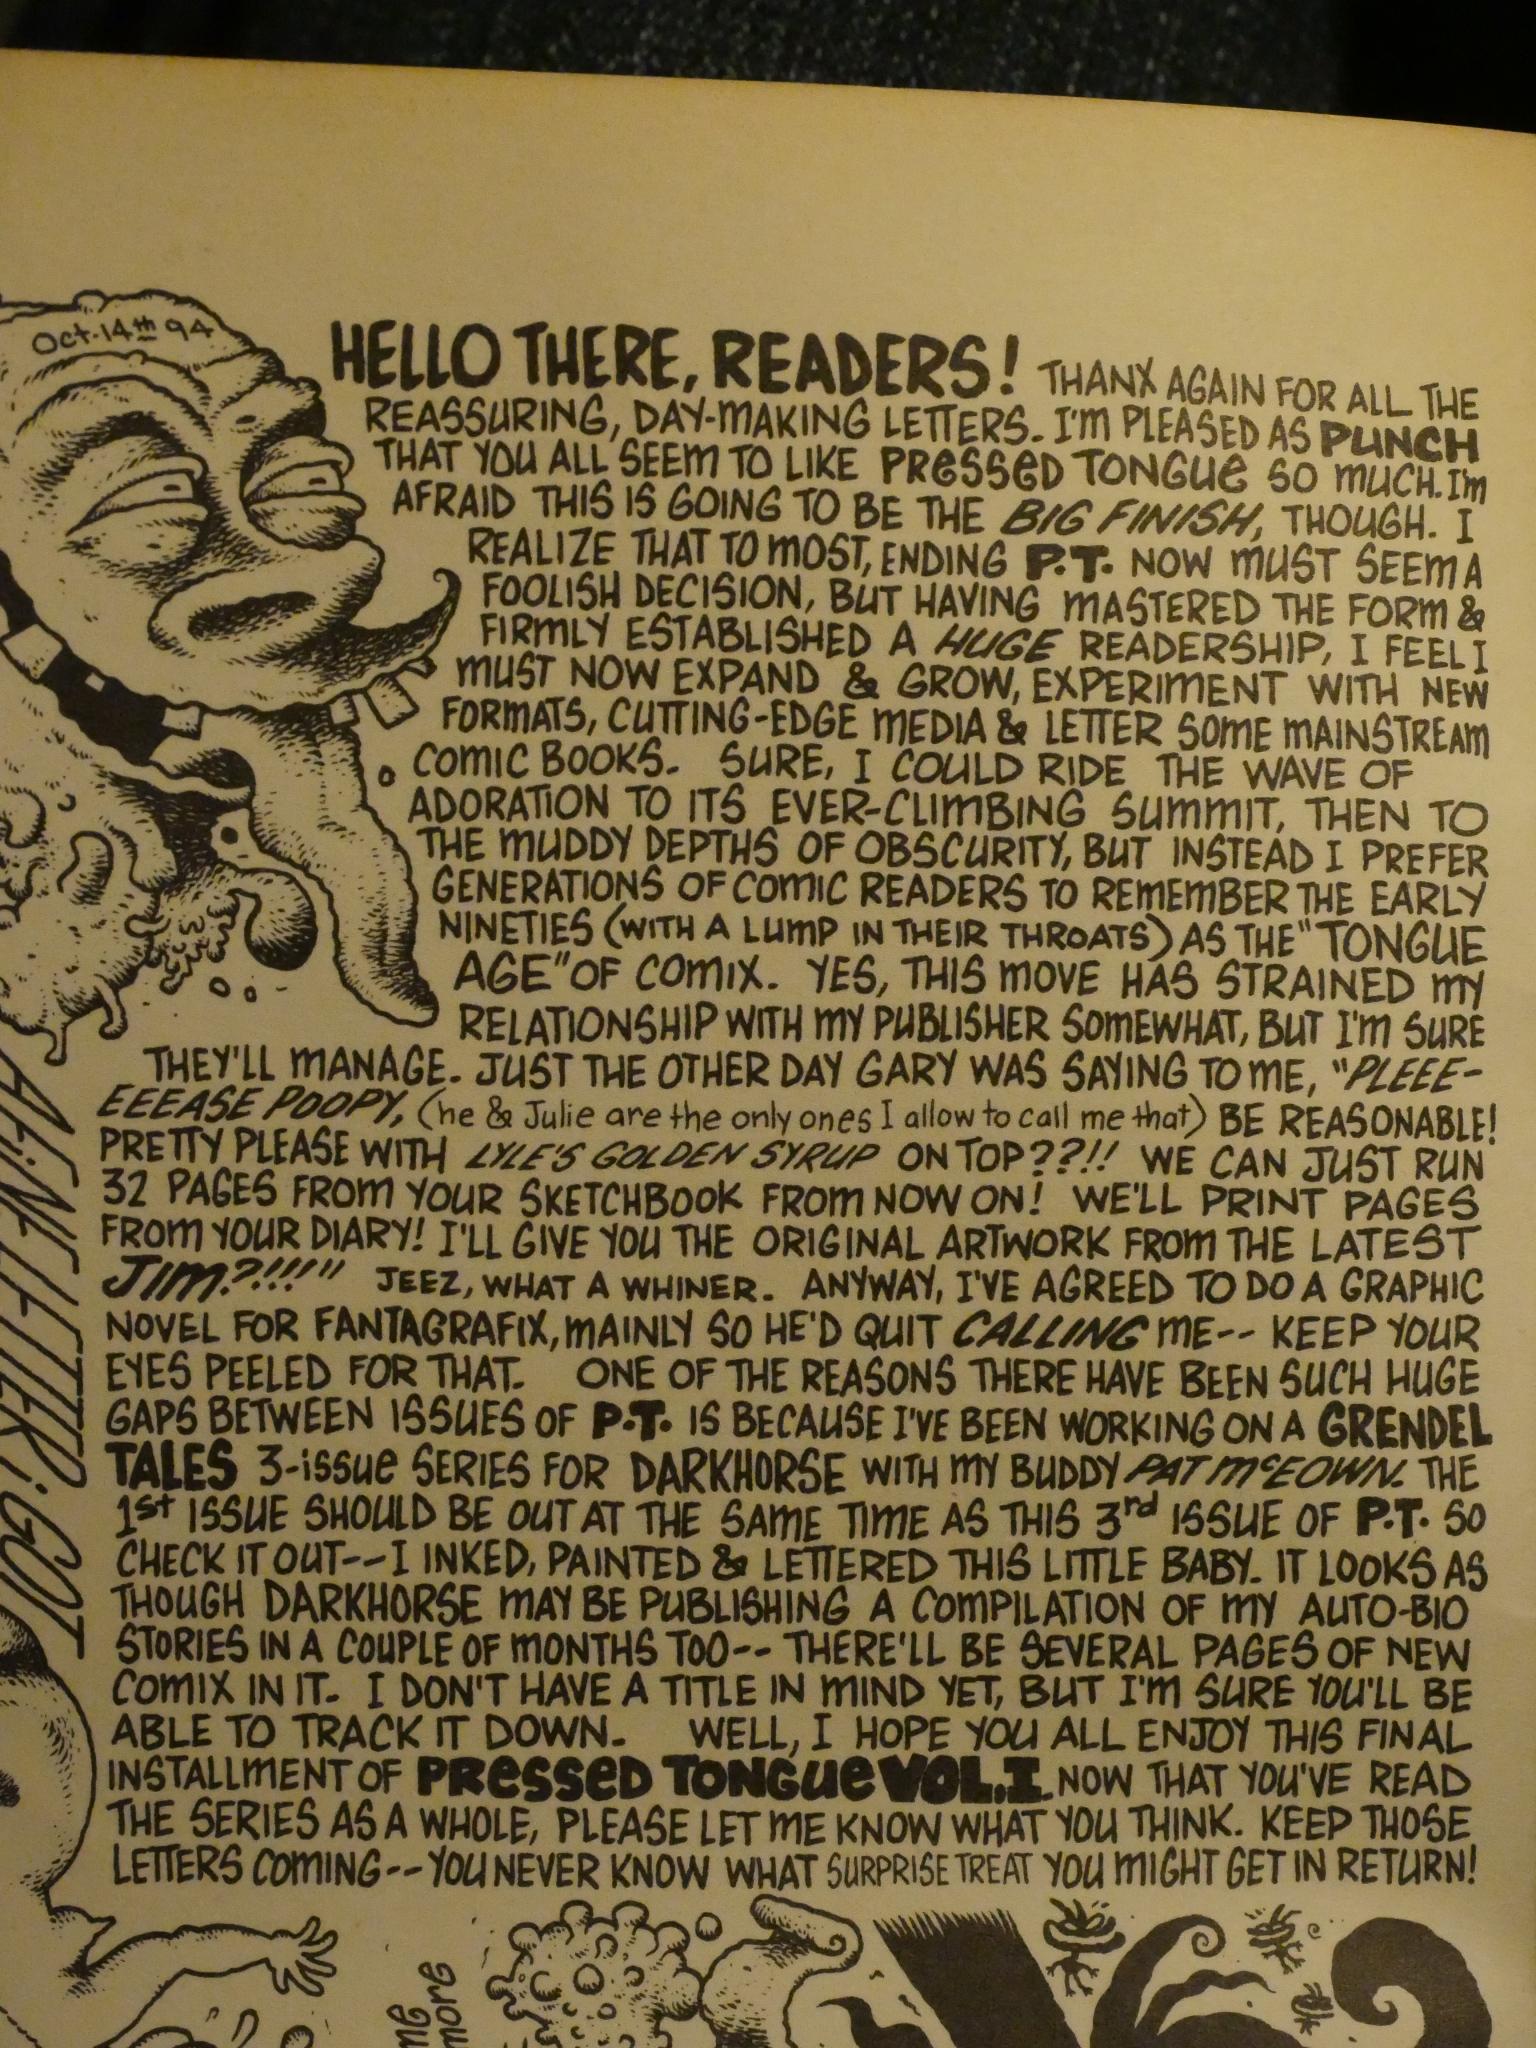 Oct. 14th 94
HELLO THERE, READERS! THANX AGAIN FOR ALL THE
REASSURING, DAY-MAKING LETTERS. I'M PLEASED AS PUNCH
THAT YOU ALL SEEM TO LIKE PRESSED TONGUE SO MUCH. I'M
AFRAID THIS IS GOING TO BE THE BIG FINISH, THOUGH. I
REALIZE THAT TO MOST, ENDING P.T. NOW MUST SEEM A
FOOLISH DECISION, BUT HAVING MASTERED THE FORM &
FIRMLY ESTABLISHED A HUGE READERSHIP, I FEEL I
MUST NOW EXPAND & GROW, EXPERIMENT WITH NEW
FORMATS, CUTTING-EDGE MEDIA & LETTER SOME MAINSTREAM
COMIC BOOKS. SURE, I COULD RIDE THE WAVE OF
ADORATION TO ITS EVER-CLIMBING SUMMIT, THEN TO
THE MUDDY DEPTHS OF OBSCURITY, BUT INSTEAD I PREFER
GENERATIONS OF COMIC READERS TO REMEMBER THE EARLY
NINETIES (WITH A LUMP IN THEIR THROATS) AS THE "TONGUE
AGE" OF COMIX. YES, THIS MOVE HAS STRAINED MY
RELATIONSHIP WITH MY PUBLISHER SOMEWHAT, BUT I'M SURE
THEY'LL MANAGE. JUST THE OTHER DAY GARY WAS SAYING TO ME, "PLEEE-
EEEASE POOPY, (he & Julie are the only ones I allow to call me that) BE REASONABLE!
PRETTY PLEASE WITH LYLE'S GOLDEN SYRUP ON TOP??!! WE CAN JUST RUN
32 PAGES FROM YOUR SKETCHBOOK FROM NOW ON! WE'LL PRINT PAGES
FROM YOUR DIARY! I'LL GIVE YOU THE ORIGINAL ARTWORK FROM THE LATEST
JIM?!!!" JEEZ, WHAT A WHINER. ANYWAY, I'VE AGREED TO DO A GRAPHIC
NOVEL FOR FANTAGRAFIX, MAINLY SO HE'D QUIT CALLING ME-- KEEP YOUR
EYES PEELED FOR THAT. ONE OF THE REASONS THERE HAVE BEEN SUCH HUGE
GAPS BETWEEN ISSUES OF P.T. IS BECAUSE I'VE BEEN WORKING ON A GRENDEL
TALES 3-issue SERIES FOR DARKHORSE WITH MY BUDDY PAT McEOWN. THE
1st ISSUE SHOULD BE OUT AT THE SAME TIME AS THIS 3rd ISSUE OF P.T. SO
CHECK IT OUT--I INKED, PAINTED & LETTERED THIS LITTLE BABY. IT LOOKS AS
THOUGH DARKHORSE MAY BE PUBLISHING A COMPILATION OF MY AUTO-BIO
STORIES IN A COUPLE OF MONTHS TOO-- THERE'LL BE SEVERAL PAGES OF NEW
COMIX IN IT. I DON'T HAVE A TITLE IN MIND YET, BUT I'M SURE YOU'LL BE
ABLE TO TRACK IT DOWN. WELL, I HOPE YOU ALL ENJOY THIS FINAL
INSTALLMENT OF PRESSED TONGUE VOL. I. NOW THAT YOU'VE READ
THE SERIES AS A WHOLE, PLEASE LET ME KNOW WHAT YOU THINK. KEEP THOSE
LETTERS COMING--YOU NEVER KNOW WHAT SURPRISE TREAT YOU MIGHT GET IN RETURN!
A FINE LETTER! GOT
more